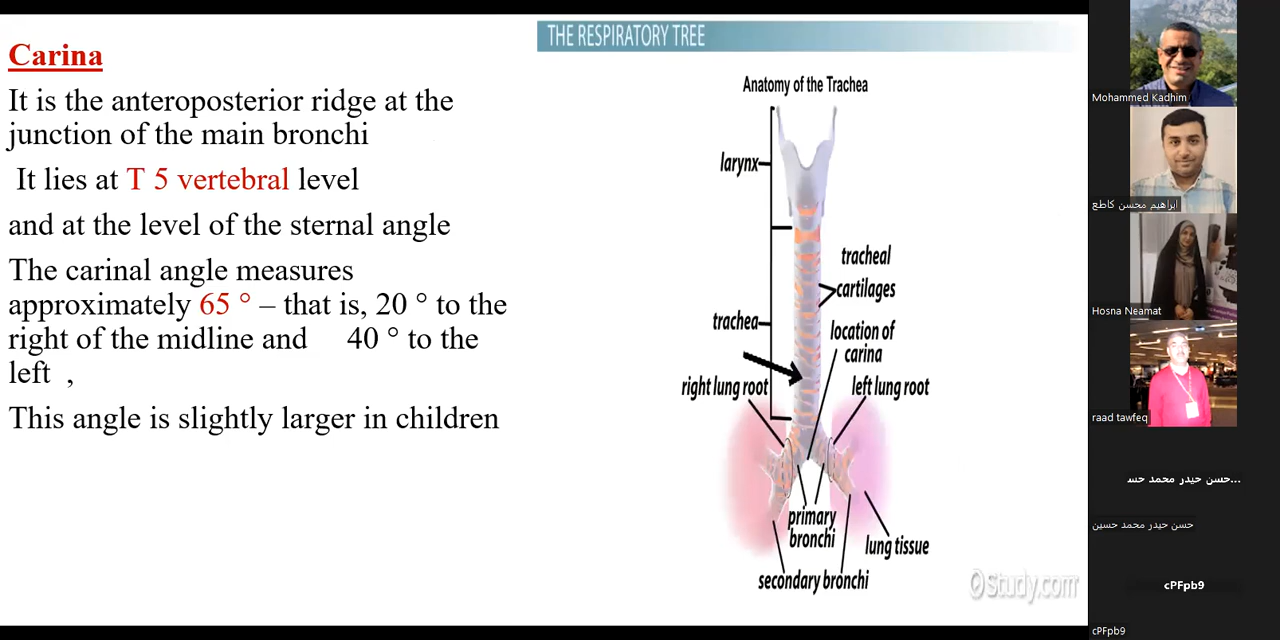 Carina
It is the anteroposterior ridge at the
junction of the main bronchi
It lies at T 5 vertebral level
and at the level of the sternal angle
The carinal angle measures
approximately 65 ° – that is, 20 ° to the
right of the midline and 40 ° to the
left ,
This angle is slightly larger in children
THE RESPIRATORY TREE
Anatomy of the Trachea
larynx
tracheal
cartilages
trachea
location of
carina
right lung root
left lung root
primary
bronchi
lung tissue
secondary bronchi
Study.com
Mohammed Kadhim
ابراهيم محسن كاطع
Hosna Neamat
raad tawfeq
حسن حيدر محمد حس...
حسن حيدر محمد حسين
cPFpb9
cPFpb9